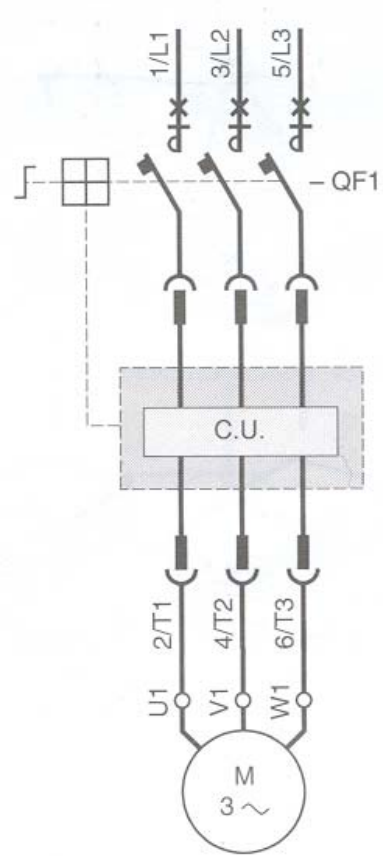 1/L1 3/L2 5/L3
– QF1
C.U.
2/T1 4/T2 6/T3
U1 V1 W1
M
3 ~